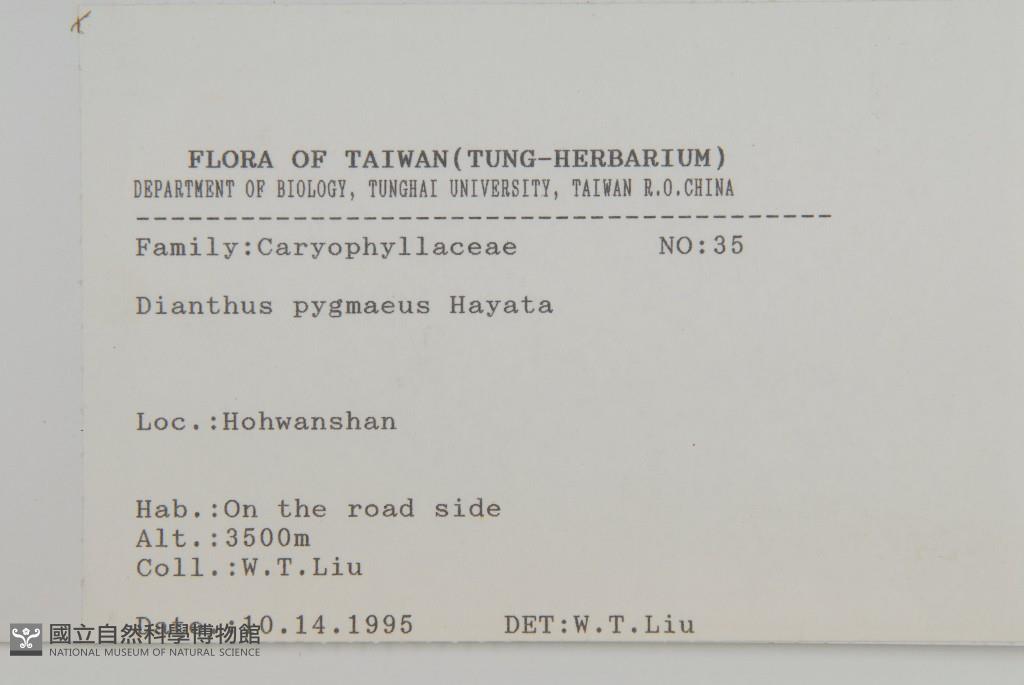 FLORA OF TAIWAN(TUNG-HERBARIUM)
DEPARTMENT OF BIOLOGY, TUNGHAI UNIVERSITY, TAIWAN R.O.CHINA
Family:Caryophyllaceae NO:35
Dianthus pygmaeus Hayata
Loc.:Hohwanshan
Hab.:On the road side
Alt.:3500m
Coll.:W.T.Liu
Date.:10.14.1995 DET:W.T.Liu
國立自然科學博物館
NATIONAL MUSEUM OF NATURAL SCIENCE